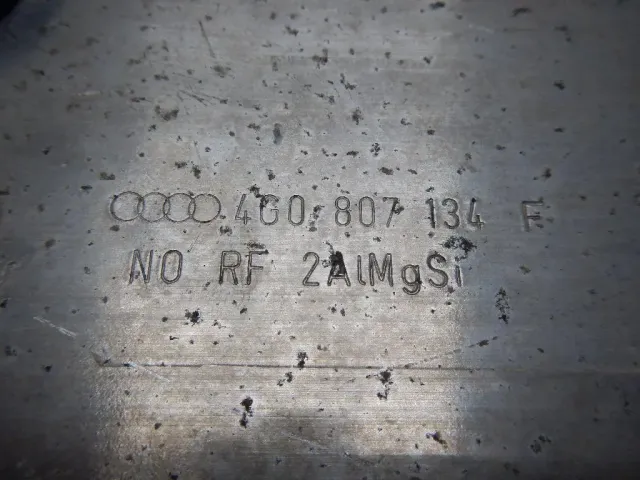 4G0 807 134 F
NO RF 2AlMgSi